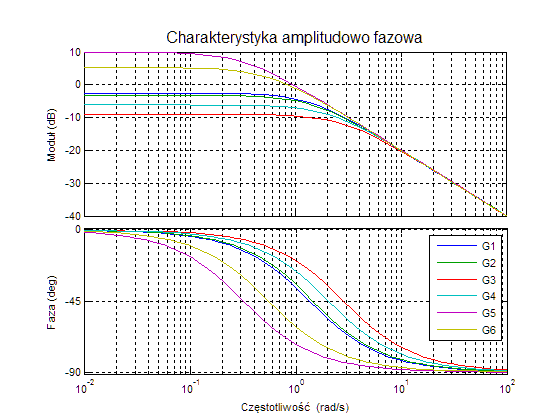 Charakterystyka amplitudowo fazowa
10
0
-10
-20
-30
-40
Moduł (dB)
0
-45
-90
Faza (deg)
G1
G2
G3
G4
G5
G6
10^-2
10^-1
10^0
10^1
10^2
Częstotliwość (rad/s)